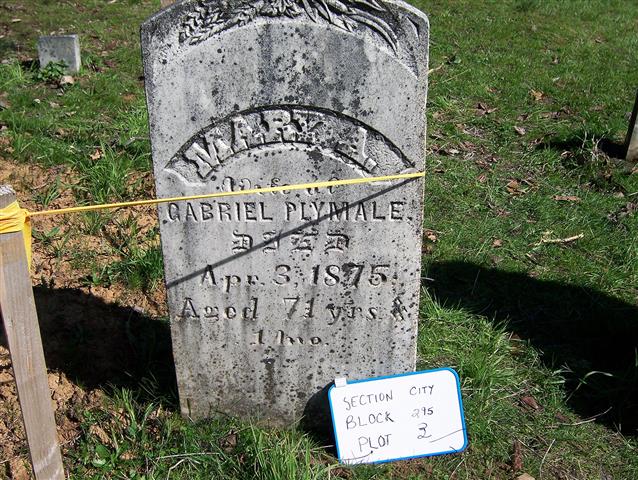 MARY A.
Wife of
GABRIEL PLYMALE.
DIED
Apr. 3, 1875.
Aged 71 yrs. &
1 mo.
SECTION CITY
BLOCK 295
PLOT 3